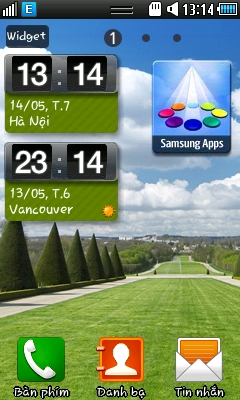 E 13:14
Widget 1
13 : 14
14/05, T.7
Hà Nội
Samsung Apps
23 : 14
13/05, T.6
Vancouver
Bàn phím Danh bạ Tin nhắn